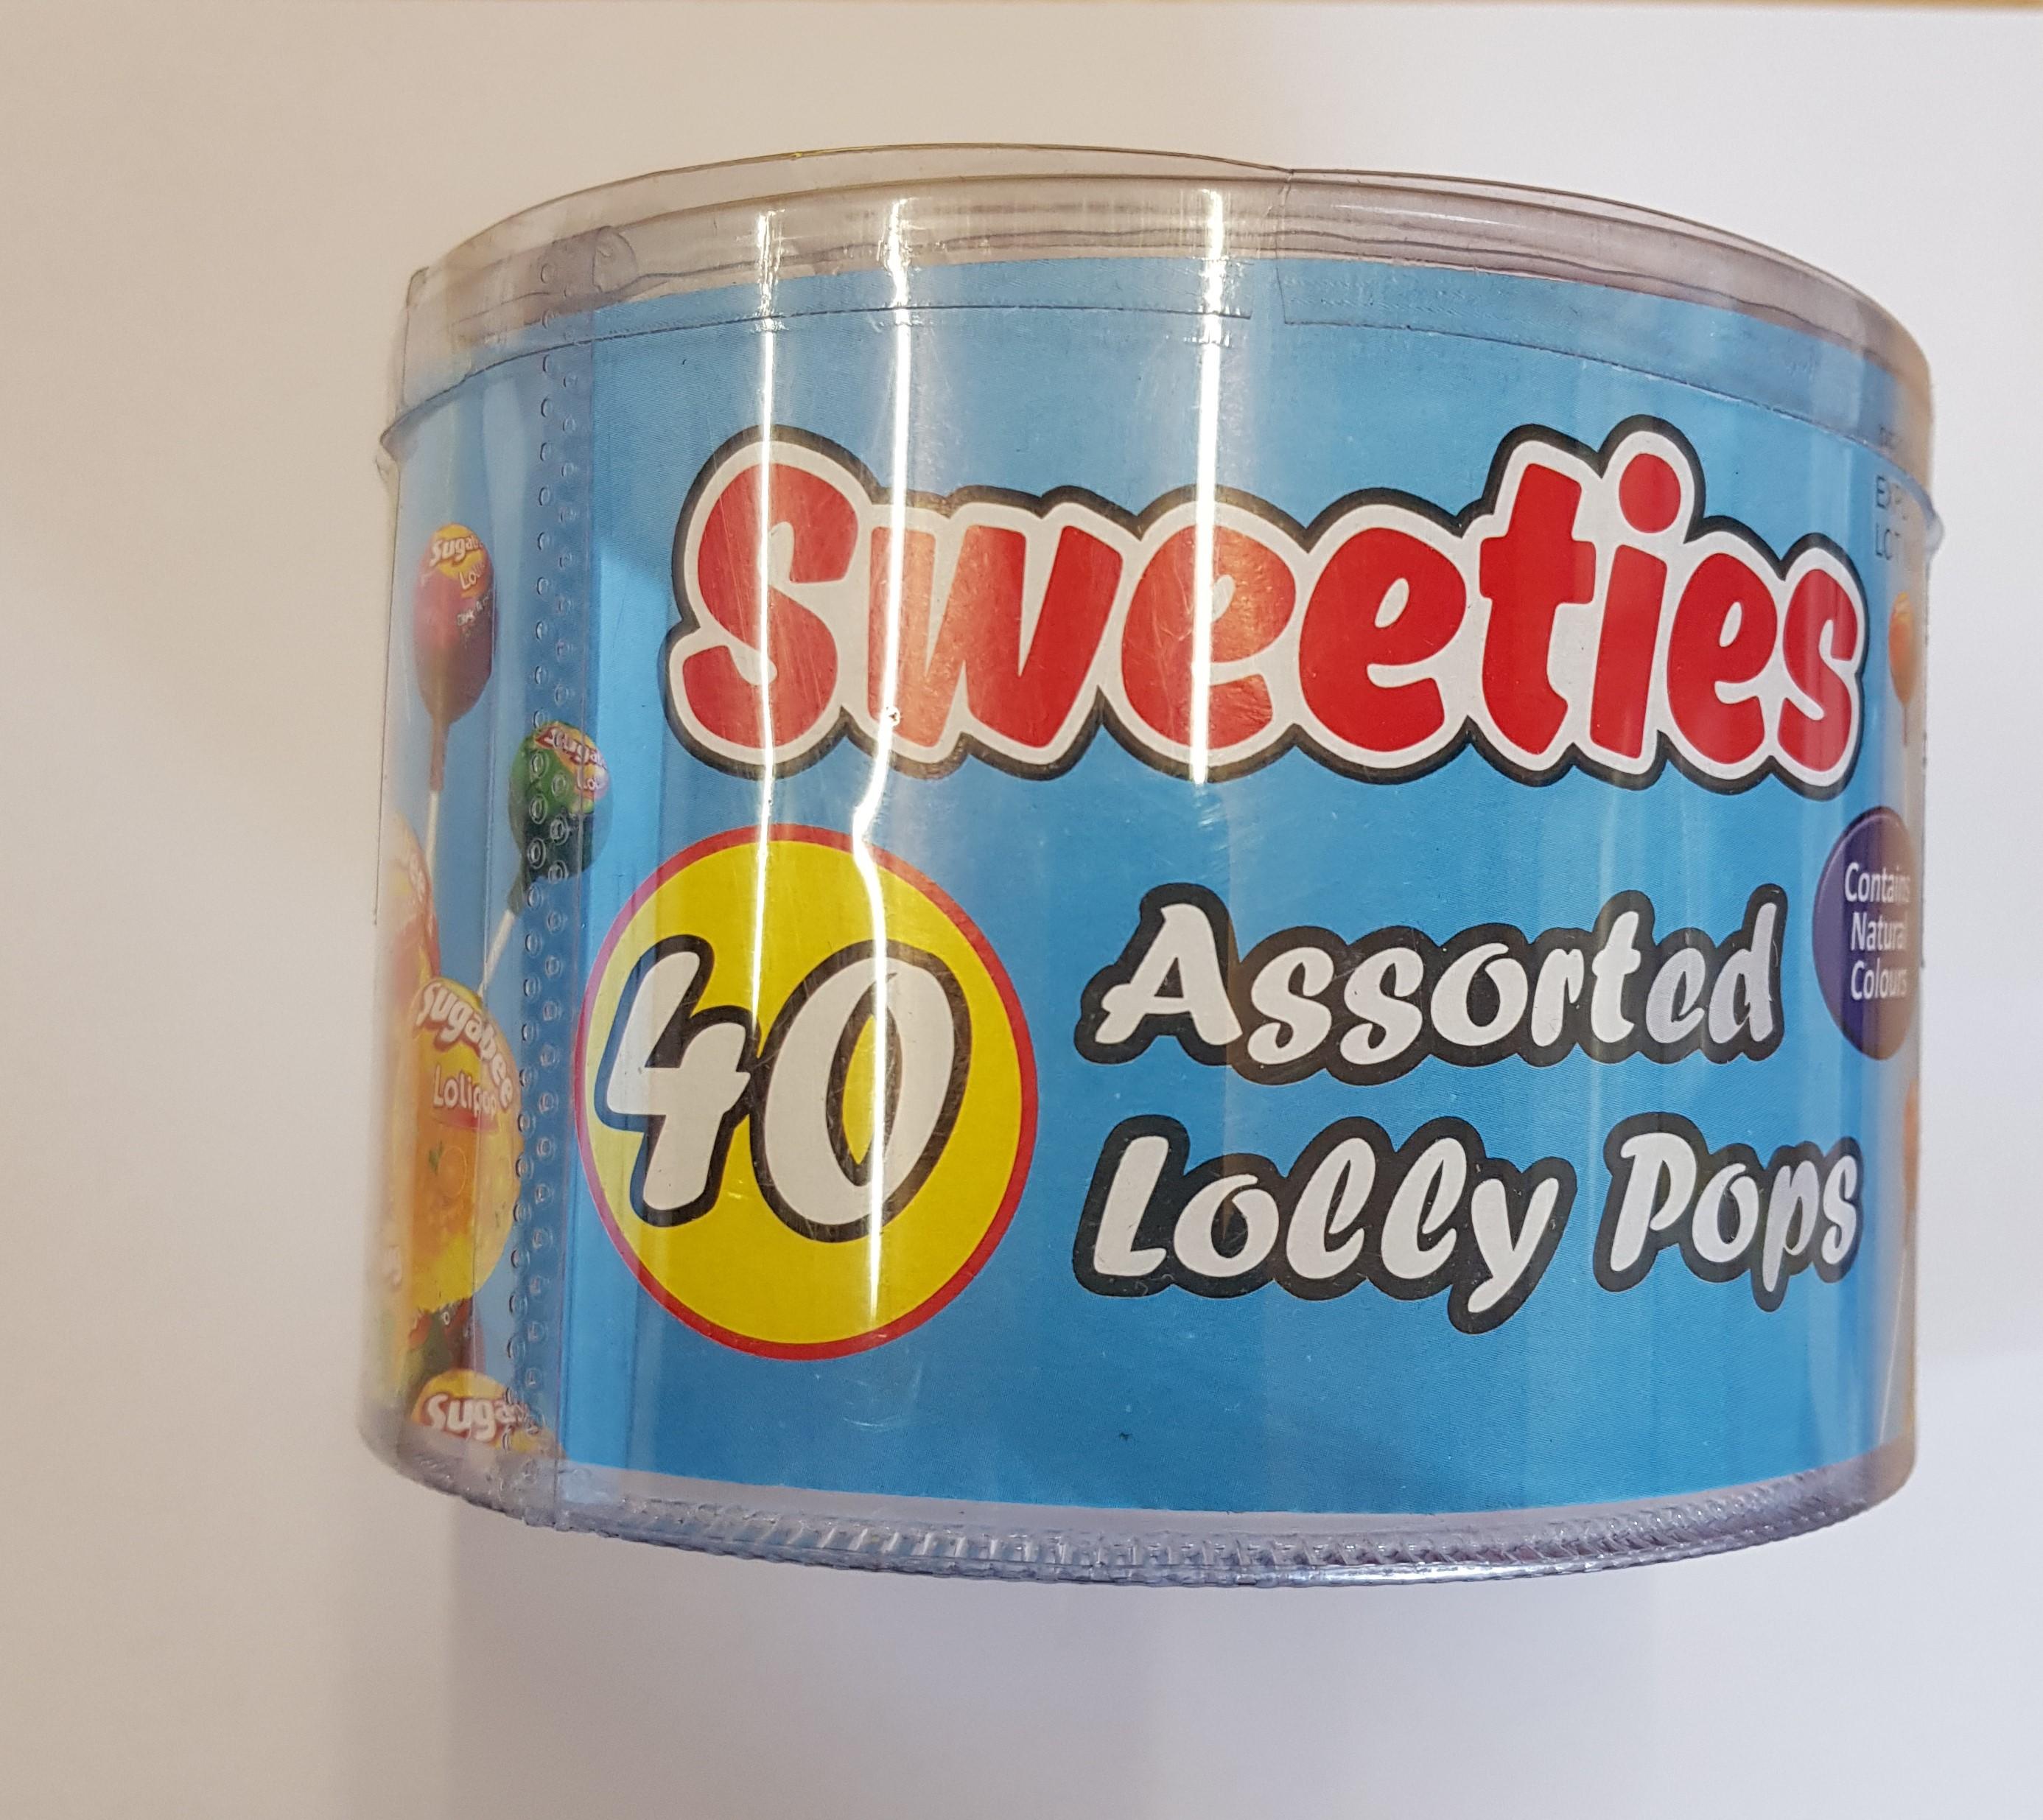 Sweeties
40
Assorted
Lolly Pops
Contains
Natural
Colours
Sugabee
Lolipop